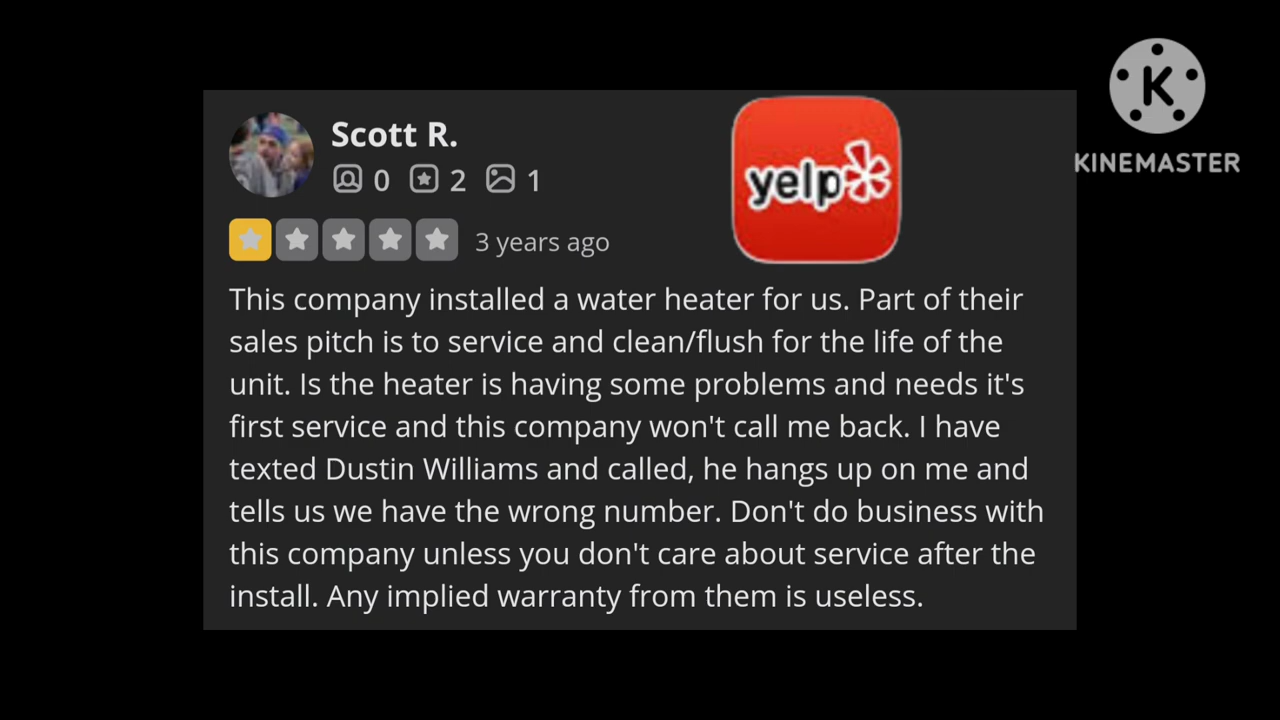 Scott R.
0 2 1
yelp
K
KINEMASTER
3 years ago
This company installed a water heater for us. Part of their
sales pitch is to service and clean/flush for the life of the
unit. Is the heater is having some problems and needs it's
first service and this company won't call me back. I have
texted Dustin Williams and called, he hangs up on me and
tells us we have the wrong number. Don't do business with
this company unless you don't care about service after the
install. Any implied warranty from them is useless.